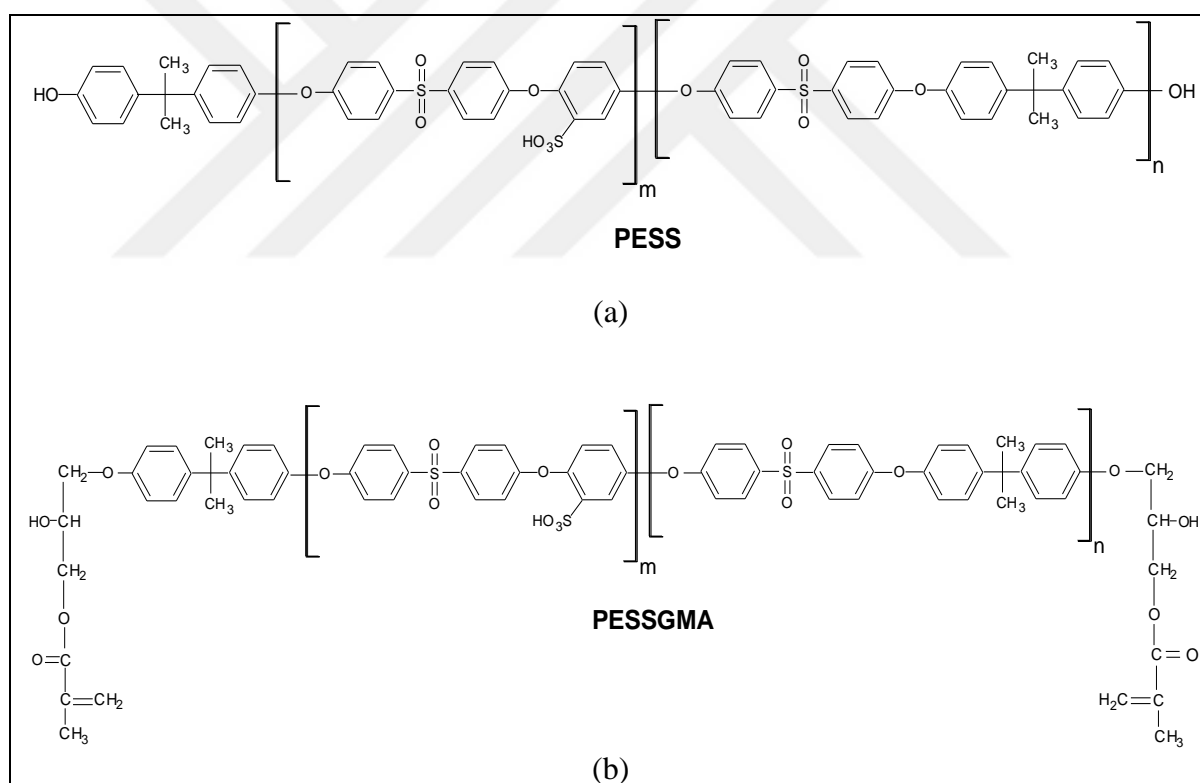 CH₃ O O CH₃
HO O S O O S O OH
CH₃ O O CH₃
HO₃S
m n
PESS
(a)
CH₃ O O CH₃
CH₂ O O S O O S O O CH₂
CH₃ O O CH₃
HO CH HO₃S CH OH
m n
CH₂ CH₂
O PESSGMA O
O C C O
C CH₂ H₂C C
CH₃ CH₃
(b)